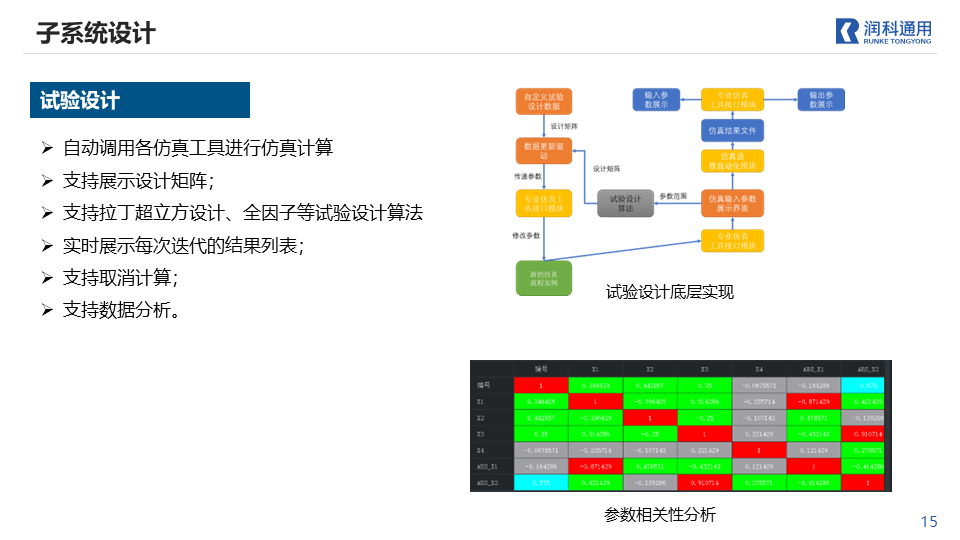 子系统设计
润科通用
RUNKE TONGYONG
试验设计
自动调用各仿真工具进行仿真计算
支持展示设计矩阵；
支持拉丁超立方设计、全因子等试验设计算法
实时展示每次迭代的结果列表；
支持取消计算；
支持数据分析。
自定义试验
设计数据
设计矩阵
数据更新驱
动
传递参数
专业仿真工
具接口模块
修改参数
新的仿真
流程实例
设计矩阵
试验设计
算法
参数范围
输入参
数展示
专业仿真
工具接口模块
输出参
数展示
仿真结果文件
仿真流
程自动化模块
仿真输入参数
展示界面
专业仿真
工具接口模块
试验设计底层实现
编号 X1 X2 X3 X4 ABS_X1 ABS_X2
编号 1 0.346429 0.442857 0.35 -0.0678571 -0.164286 0.575
X1 0.346429 1 -0.396429 0.314286 -0.235714 -0.871429 0.421429
X2 0.442857 -0.396429 1 -0.25 -0.107143 0.478571 -0.139286
X3 0.35 0.314286 -0.25 1 0.221429 -0.432143 0.910714
X4 -0.0678571 -0.235714 -0.107143 0.221429 1 0.121429 0.278571
ABS_X1 -0.164286 -0.871429 0.478571 -0.432143 0.121429 1 -0.414286
ABS_X2 0.575 0.421429 -0.139286 0.910714 0.278571 -0.414286 1
参数相关性分析
15